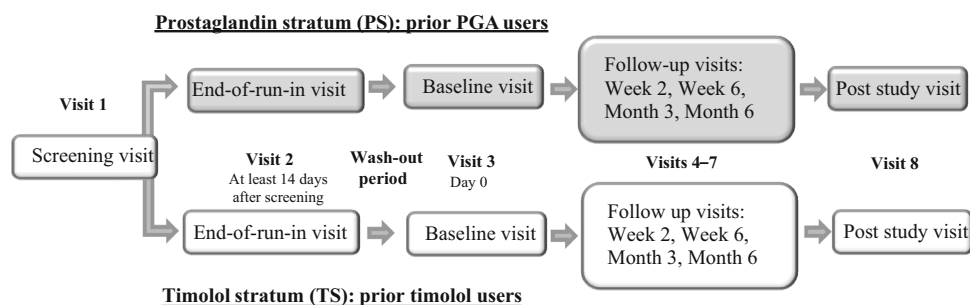 Prostaglandin stratum (PS): prior PGA users
Visit 1
Screening visit
End-of-run-in visit
Baseline visit
Follow-up visits:
Week 2, Week 6,
Month 3, Month 6
Post study visit
Visit 2
At least 14 days
after screening
Wash-out
period
Visit 3
Day 0
Visits 4–7
Visit 8
End-of-run-in visit
Baseline visit
Follow up visits:
Week 2, Week 6,
Month 3, Month 6
Post study visit
Timolol stratum (TS): prior timolol users